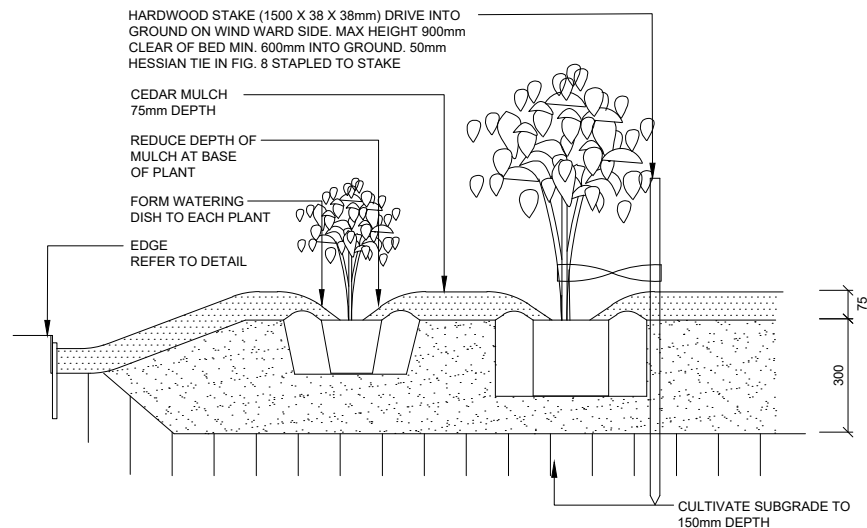 HARDWOOD STAKE (1500 X 38 X 38mm) DRIVE INTO
GROUND ON WIND WARD SIDE. MAX HEIGHT 900mm
CLEAR OF BED MIN. 600mm INTO GROUND. 50mm
HESSIAN TIE IN FIG. 8 STAPLED TO STAKE
CEDAR MULCH
75mm DEPTH
REDUCE DEPTH OF
MULCH AT BASE
OF PLANT
FORM WATERING
DISH TO EACH PLANT
EDGE
REFER TO DETAIL
75
300
CULTIVATE SUBGRADE TO
150mm DEPTH